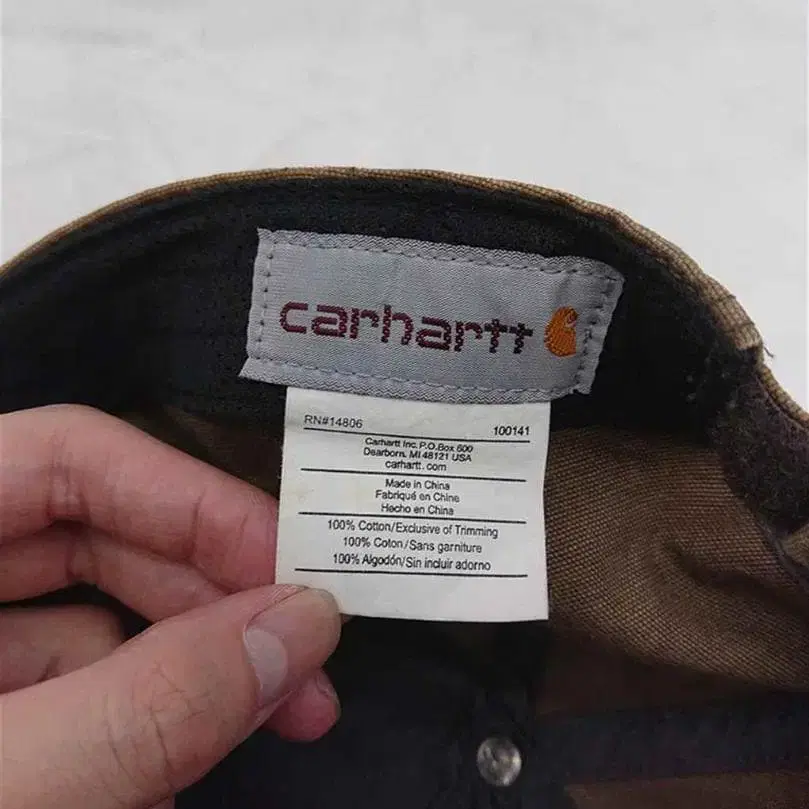 carhartt
RN#14806 100141
Carhartt Inc. P.O.Box 600
Dearborn, MI 48121 USA
carhartt.com
Made in China
Fabriqué en Chine
Hecho en China
100% Cotton/Exclusive of Trimming
100% Coton/Sans garniture
100% Algodón/Sin incluir adorno